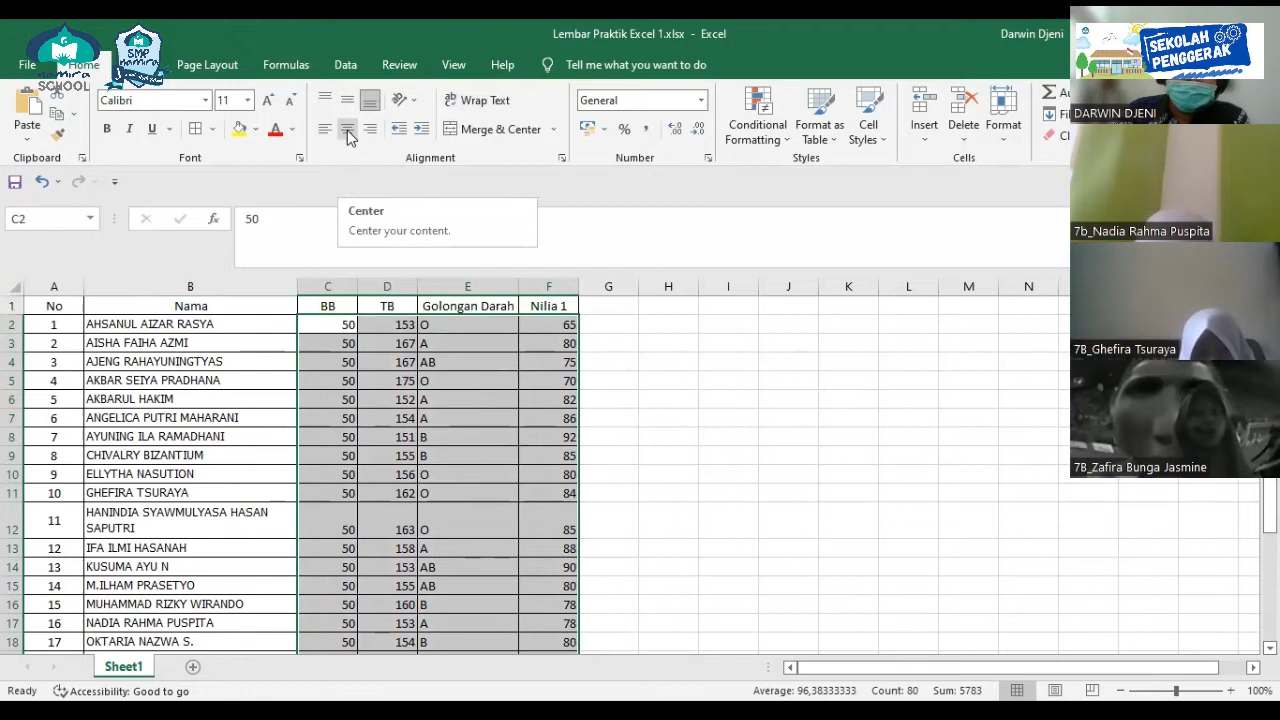 Lembar Praktik Excel 1.xlsx - Excel
Darwin Djeni
SMP
SCHOOL
SEKOLAH PENGGERAK
File Home Page Layout Formulas Data Review View Help Tell me what you want to do
Paste
Calibri 11
B I U A
Wrap Text
Merge & Center
General
Conditional Formatting
Format as Table
Cell Styles
Insert
Delete
Format
Clipboard Font Alignment Number Styles Cells
C2 fx 50
Center
Center your content.
A B C D E F G H I J K L M N
1 No Nama BB TB Golongan Darah Nilia 1
2 1 AHSANUL AIZAR RASYA 50 153 O 65
3 2 AISHA FAIHA AZMI 50 167 A 80
4 3 AJENG RAHAYUNINGTYAS 50 167 AB 75
5 4 AKBAR SEIYA PRADHANA 50 175 O 70
6 5 AKBARUL HAKIM 50 152 A 82
7 6 ANGELICA PUTRI MAHARANI 50 154 A 86
8 7 AYUNING ILA RAMADHANI 50 151 B 92
9 8 CHIVALRY BIZANTIUM 50 155 B 85
10 9 ELLYTHA NASUTION 50 156 O 80
11 10 GHEFIRA TSURAYA 50 162 O 84
12 11 HANINDIA SYAWMULYASA HASAN SAPUTRI 50 163 O 85
13 12 IFA ILMI HASANAH 50 158 A 88
14 13 KUSUMA AYU N 50 153 AB 90
15 14 M.ILHAM PRASETYO 50 155 AB 80
16 15 MUHAMMAD RIZKY WIRANDO 50 160 B 78
17 16 NADIA RAHMA PUSPITA 50 153 A 78
18 17 OKTARIA NAZWA S. 50 154 B 80
Sheet1
Ready Accessibility: Good to go Average: 96,38333333 Count: 80 Sum: 5783 100%
DARWIN DJENI
7b_Nadia Rahma Puspita
7B_Ghefira Tsuraya
7B_Zafira Bunga Jasmine